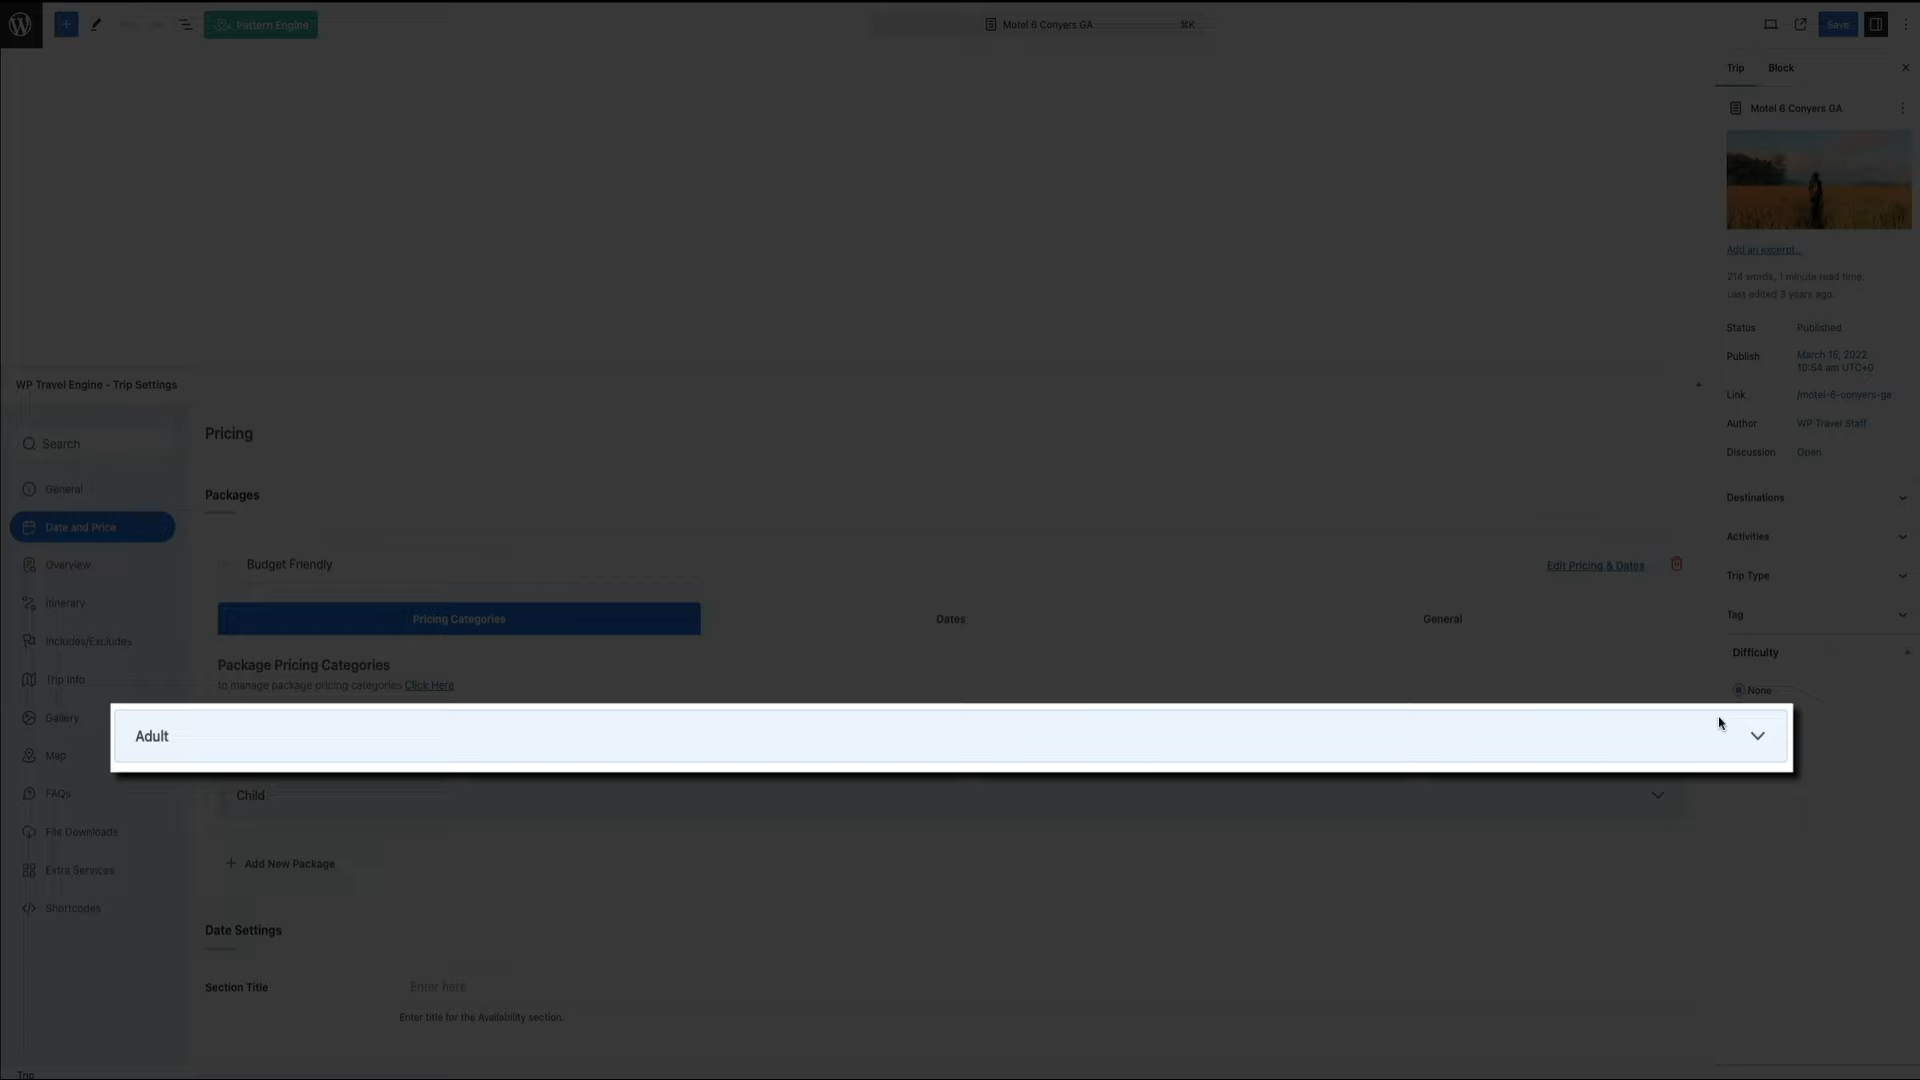 Pattern Engine
Motel 6 Conyers GA
⌘K
Save
Trip
Block
Motel 6 Conyers GA
Add an excerpt...
214 words, 1 minute read time.
Last edited 3 years ago.
Status Published
Publish March 15, 2022
10:54 am UTC+0
Link /motel-6-conyers-ga
Author WP Travel Staff
Discussion Open
Destinations
Activities
Trip Type
Tag
Difficulty
None
WP Travel Engine - Trip Settings
Search
General
Date and Price
Overview
Itinerary
Includes/Excludes
Trip Info
Gallery
Map
FAQs
File Downloads
Extra Services
Shortcodes
Pricing
Packages
Budget Friendly
Edit Pricing & Dates
Pricing Categories
Dates
General
Package Pricing Categories
to manage package pricing categories Click Here
Adult
Child
Add New Package
Date Settings
Section Title
Enter here
Enter title for the Availability section.
Trip